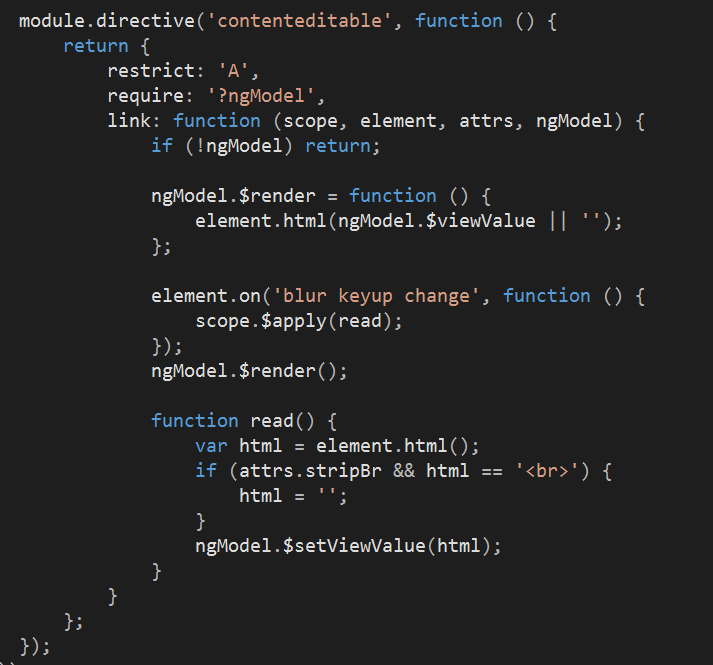 module.directive('contenteditable', function () {
    return {
        restrict: 'A',
        require: '?ngModel',
        link: function (scope, element, attrs, ngModel) {
            if (!ngModel) return;

            ngModel.$render = function () {
                element.html(ngModel.$viewValue || '');
            };

            element.on('blur keyup change', function () {
                scope.$apply(read);
            });
            ngModel.$render();

            function read() {
                var html = element.html();
                if (attrs.stripBr && html == '<br>') {
                    html = '';
                }
                ngModel.$setViewValue(html);
            }
        }
    };
});